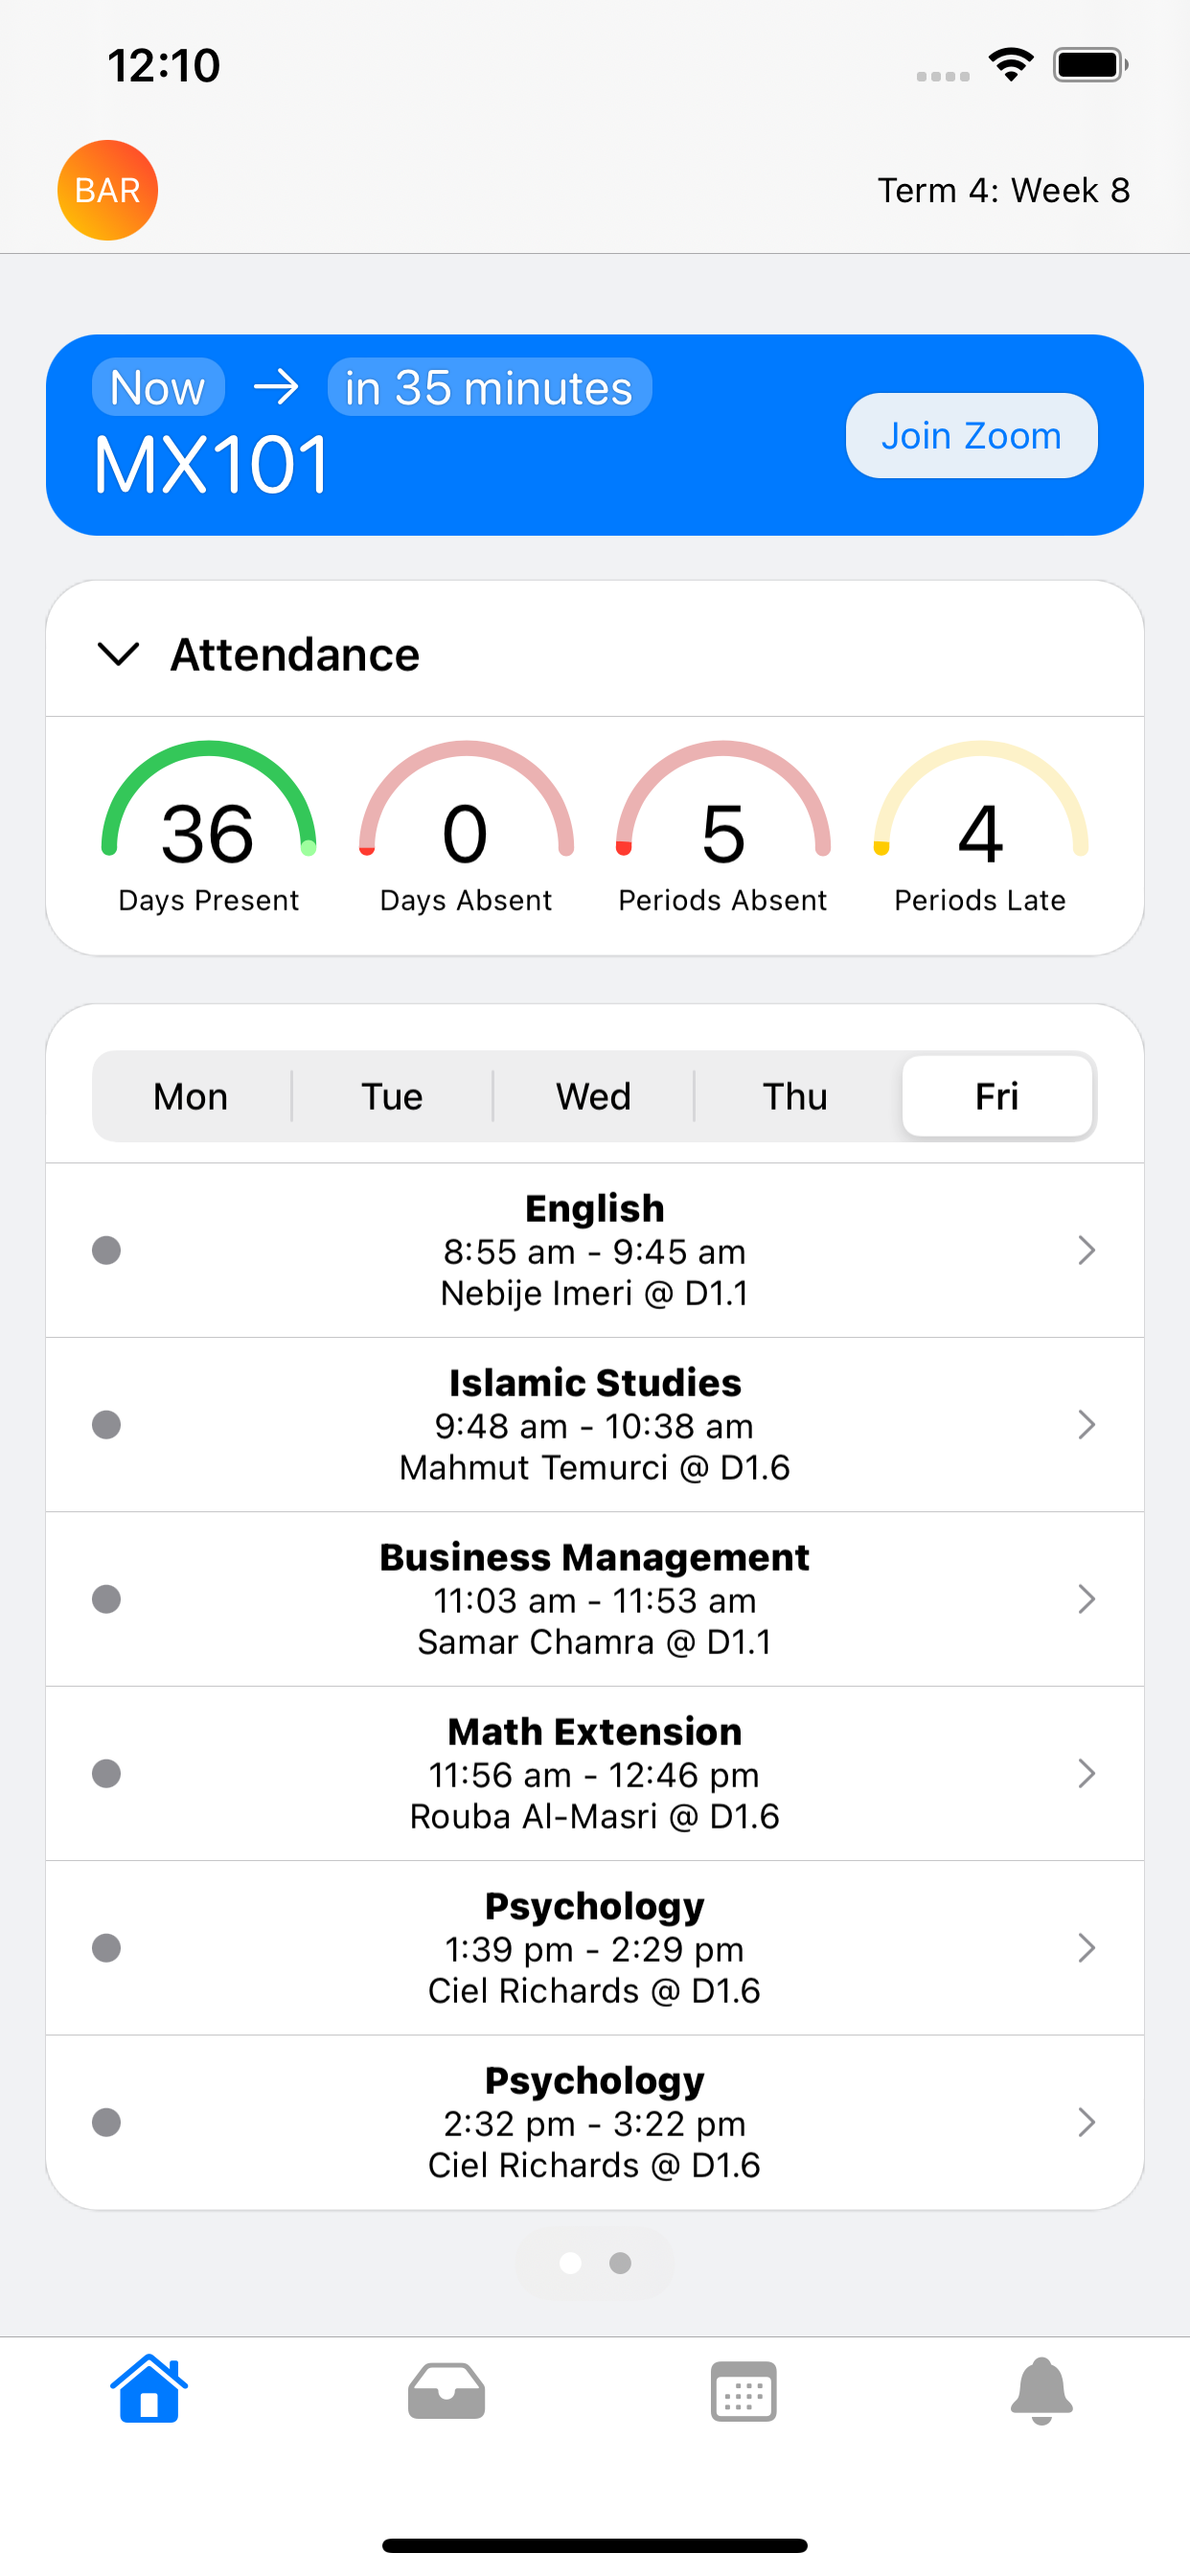 12:10
BAR
Term 4: Week 8
Now → in 35 minutes
MX101
Join Zoom
Attendance
36 0 5 4
Days Present Days Absent Periods Absent Periods Late
Mon Tue Wed Thu Fri
English
8:55 am - 9:45 am
Nebije Imeri @ D1.1
Islamic Studies
9:48 am - 10:38 am
Mahmut Temurci @ D1.6
Business Management
11:03 am - 11:53 am
Samar Chamra @ D1.1
Math Extension
11:56 am - 12:46 pm
Rouba Al-Masri @ D1.6
Psychology
1:39 pm - 2:29 pm
Ciel Richards @ D1.6
Psychology
2:32 pm - 3:22 pm
Ciel Richards @ D1.6